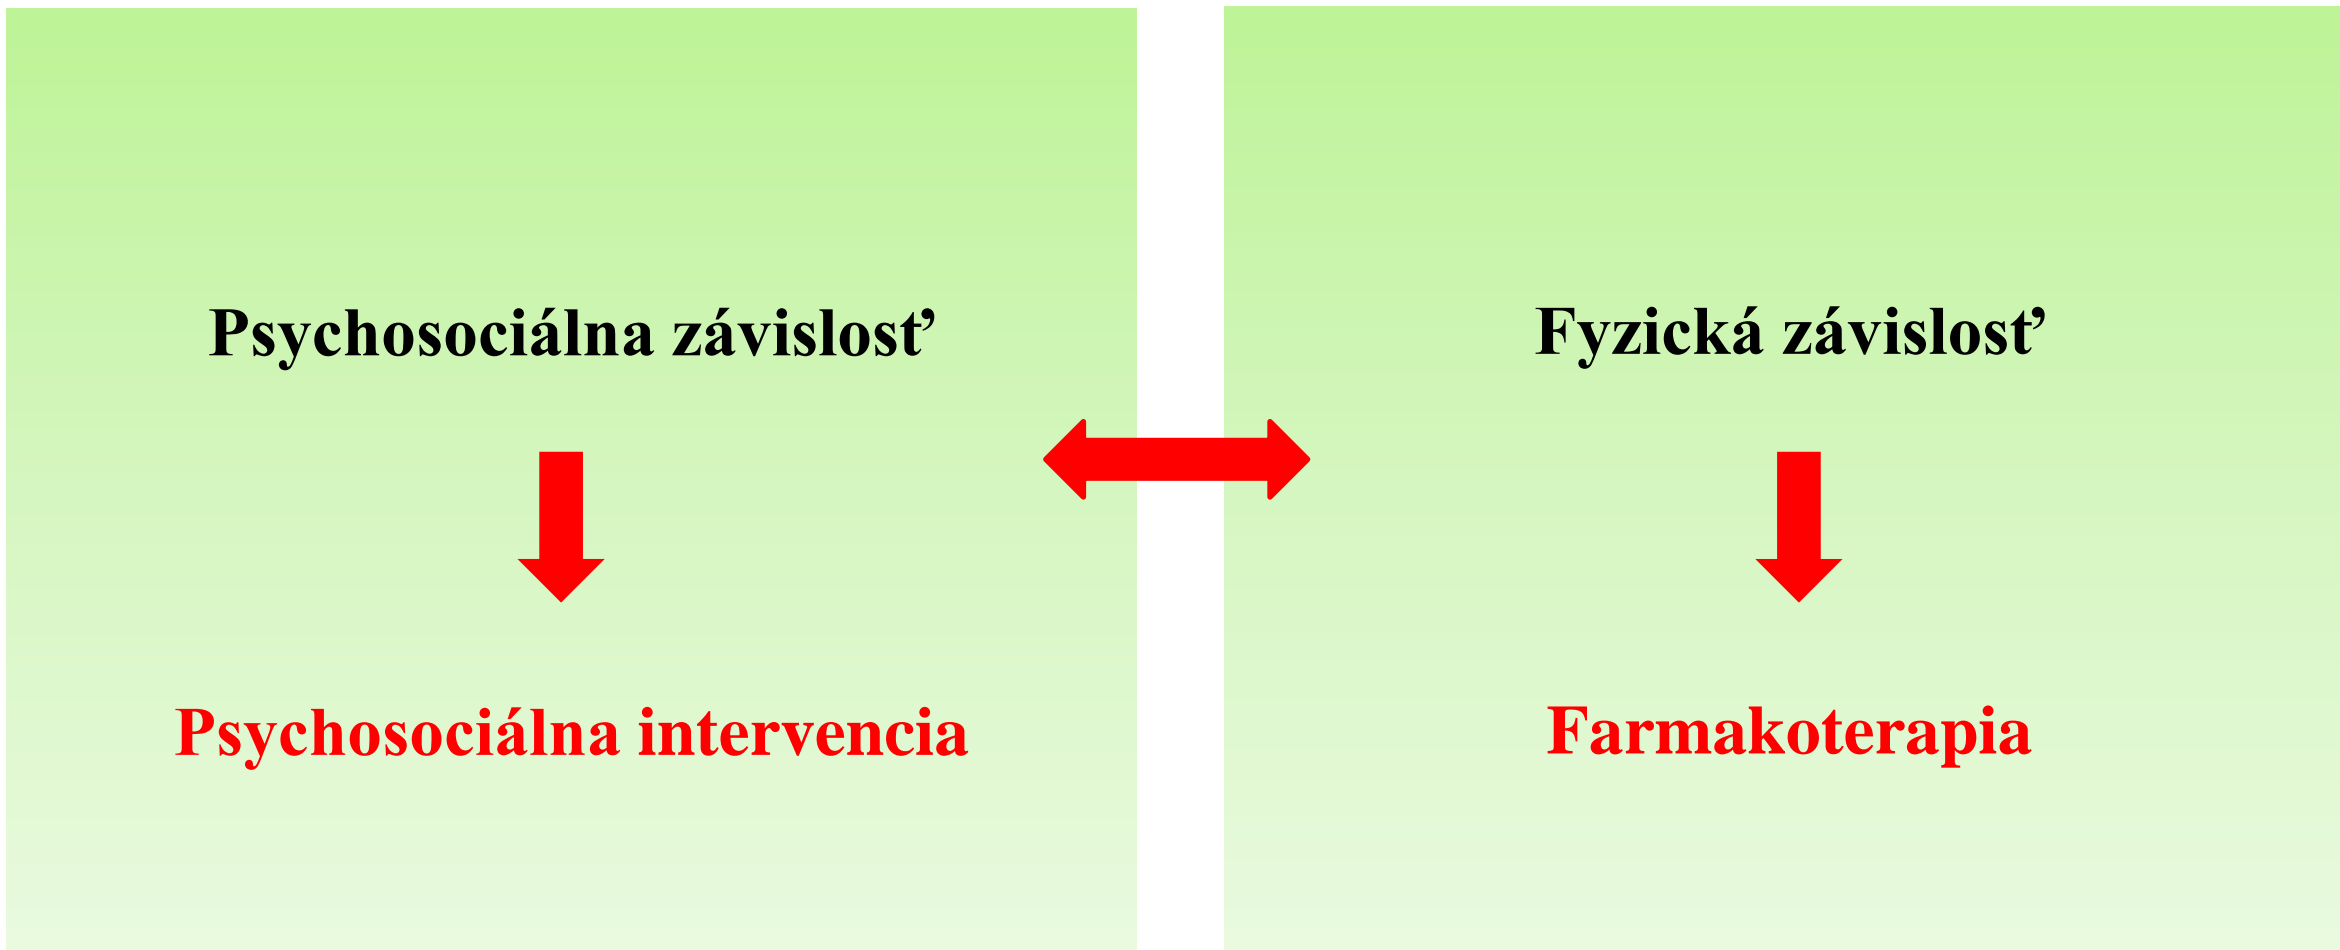 Psychosociálna závislosť
Psychosociálna intervencia
Fyzická závislosť
Farmakoterapia